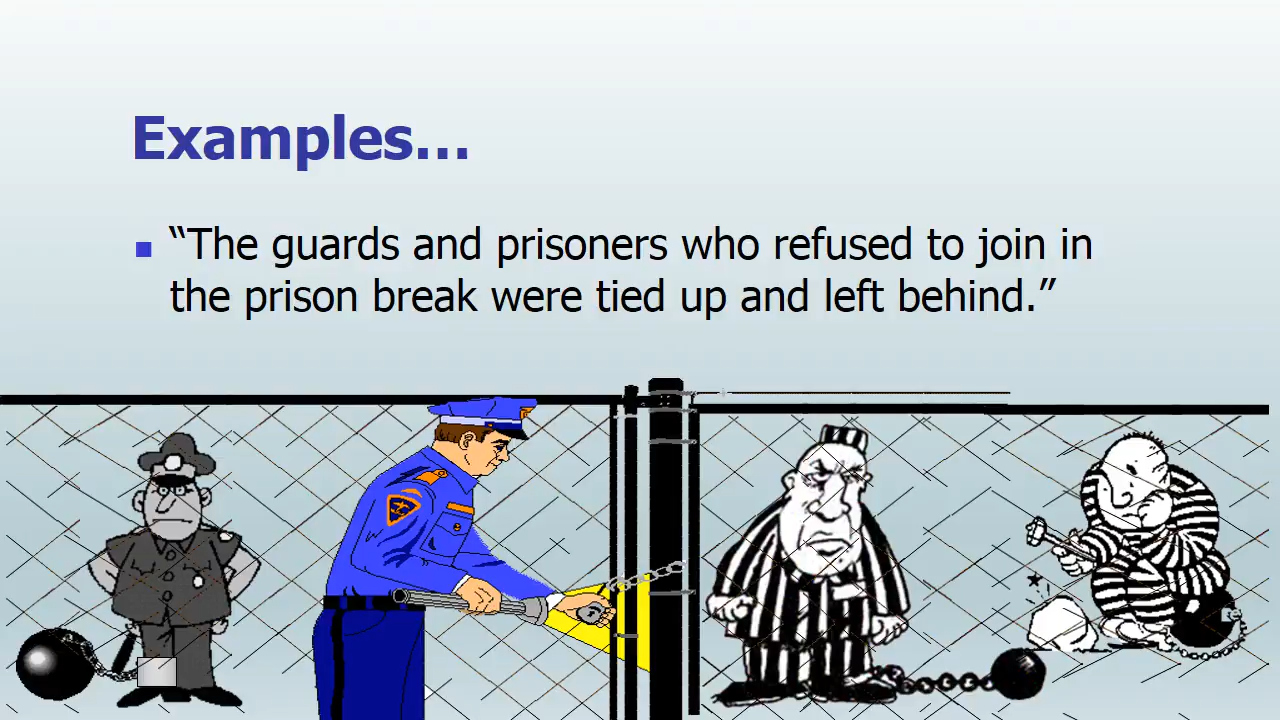 Examples…
“The guards and prisoners who refused to join in
the prison break were tied up and left behind.”